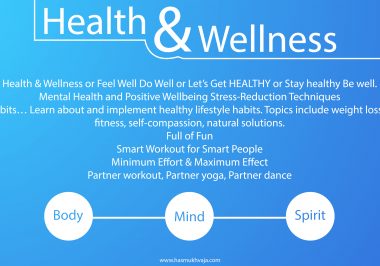 Health & Wellness
Health & Wellness or Feel Well Do Well or Let's Get HEALTHY or Stay healthy Be well.
Mental Health and Positive Wellbeing Stress-Reduction Techniques
bits… Learn about and implement healthy lifestyle habits. Topics include weight loss
fitness, self-compassion, natural solutions.
Full of Fun
Smart Workout for Smart People
Minimum Effort & Maximum Effect
Partner workout, Partner yoga, Partner dance
Body
Mind
Spirit
www.hasmukhvaja.com